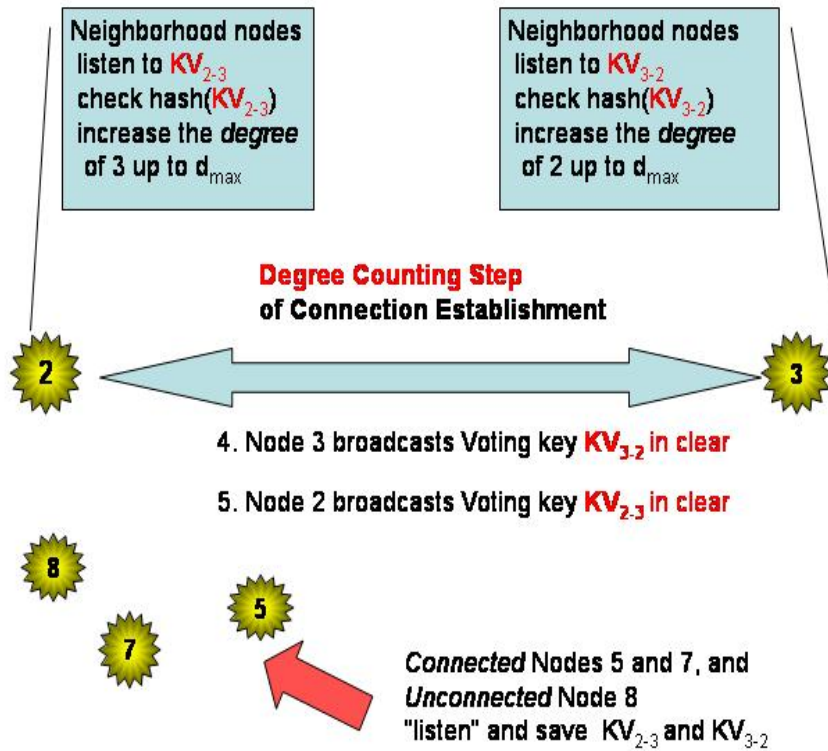 Neighborhood nodes
listen to KV2-3
check hash(KV2-3)
increase the degree
of 3 up to dmax
Neighborhood nodes
listen to KV3-2
check hash(KV3-2)
increase the degree
of 2 up to dmax
Degree Counting Step
of Connection Establishment
2
3
4. Node 3 broadcasts Voting key KV3-2 in clear
5. Node 2 broadcasts Voting key KV2-3 in clear
8
5
7
Connected Nodes 5 and 7, and
Unconnected Node 8
"listen" and save KV2-3 and KV3-2